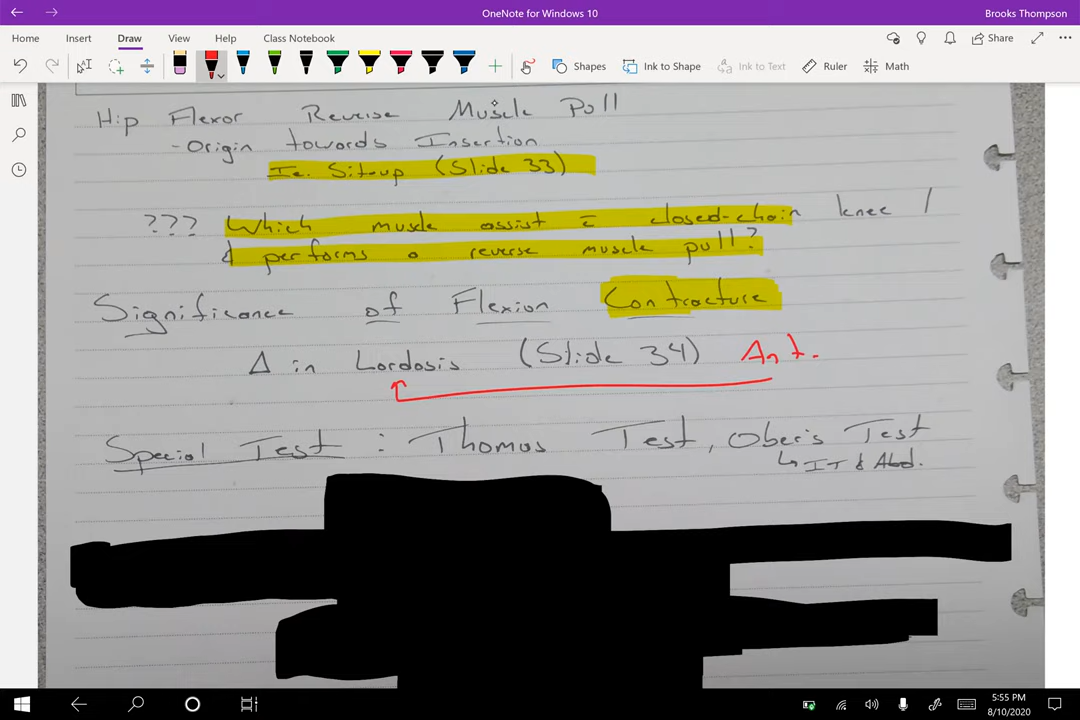 OneNote for Windows 10
Brooks Thompson
Home Insert Draw View Help Class Notebook
Share
Shapes Ink to Shape Ink to Text Ruler Math
Hip Flexor Reverse Muscle Pull
- Origin towards Insertion
Ie. Sit-up (Slide 33)
??? Which muscle assist c̄ closed-chain knee /
& performs a reverse muscle pull?
Significance of Flexion Contracture
Δ in Lordosis (Slide 34) Ant.
Special Test : Thomas Test, Ober's Test
↳ IT & Abd.
5:55 PM
8/10/2020